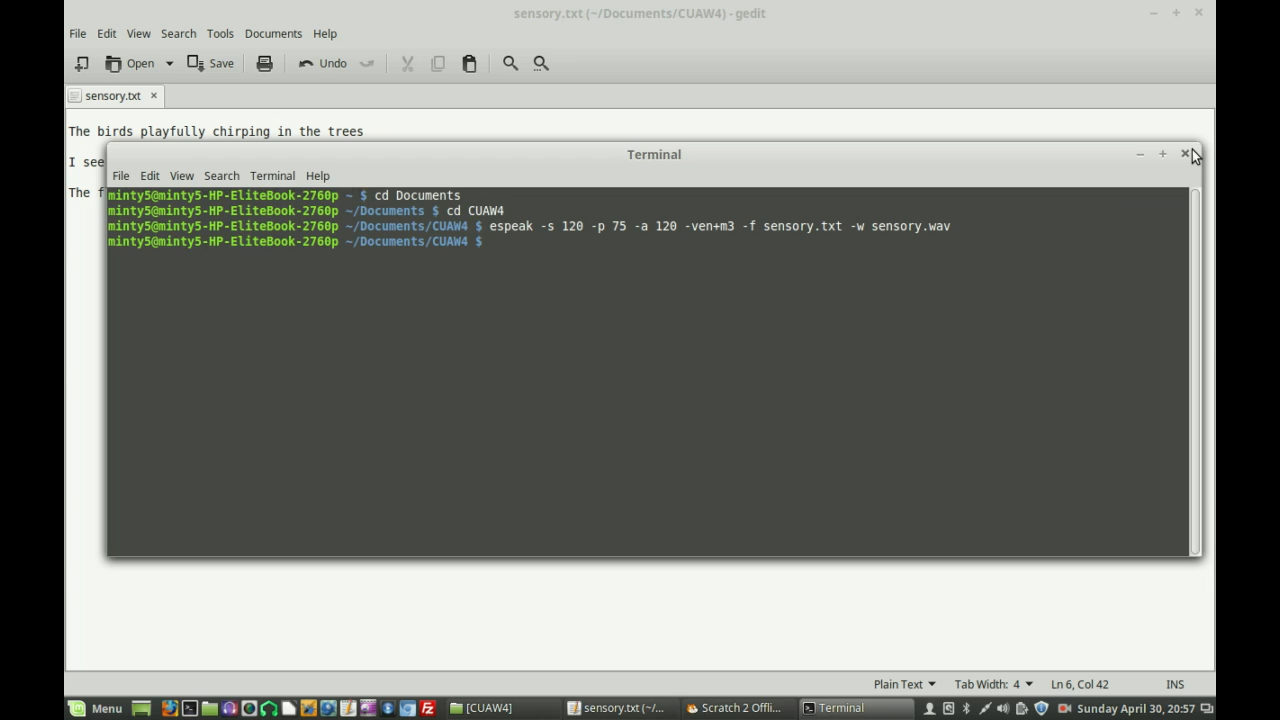 sensory.txt (~/Documents/CUAW4) - gedit
File Edit View Search Tools Documents Help
Open Save Undo
sensory.txt
The birds playfully chirping in the trees
I see
The f
Terminal
File Edit View Search Terminal Help
minty5@minty5-HP-EliteBook-2760p ~ $ cd Documents
minty5@minty5-HP-EliteBook-2760p ~/Documents $ cd CUAW4
minty5@minty5-HP-EliteBook-2760p ~/Documents/CUAW4 $ espeak -s 120 -p 75 -a 120 -ven+m3 -f sensory.txt -w sensory.wav
minty5@minty5-HP-EliteBook-2760p ~/Documents/CUAW4 $
Plain Text Tab Width: 4 Ln 6, Col 42 INS
Menu [CUAW4] sensory.txt (~/... Scratch 2 Offli... Terminal Sunday April 30, 20:57